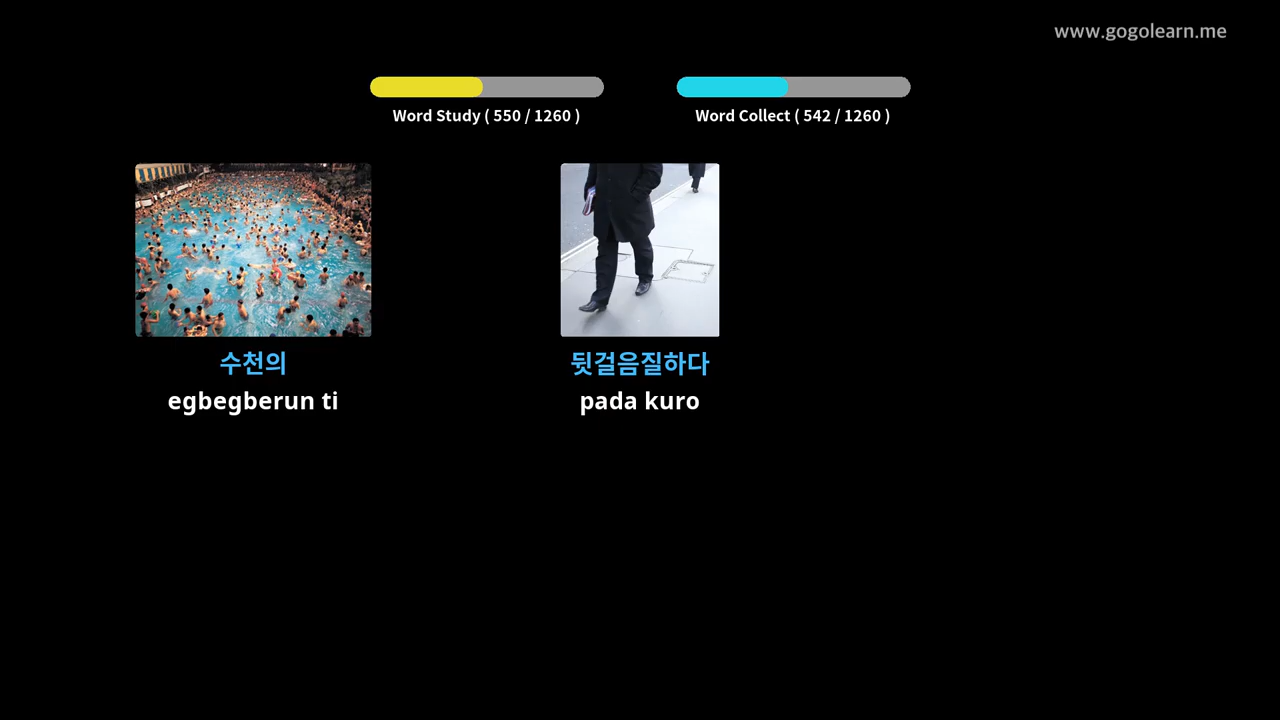 www.gogolearn.me
Word Study ( 550 / 1260 )
Word Collect ( 542 / 1260 )
수천의
egbegberun ti
뒷걸음질하다
pada kuro